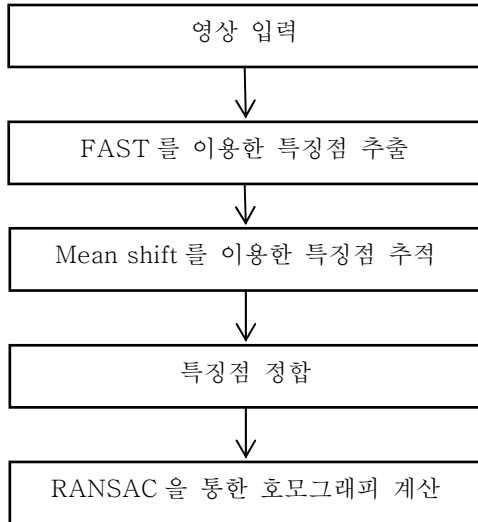 영상 입력
FAST 를 이용한 특징점 추출
Mean shift 를 이용한 특징점 추적
특징점 정합
RANSAC 을 통한 호모그래피 계산